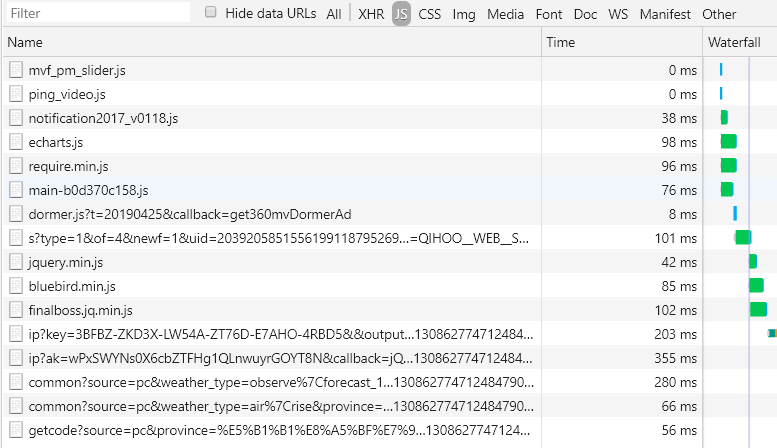 Filter Hide data URLs All XHR JS CSS Img Media Font Doc WS Manifest Other
Name Time Waterfall
mvf_pm_slider.js 0 ms
ping_video.js 0 ms
notification2017_v0118.js 38 ms
echarts.js 98 ms
require.min.js 96 ms
main-b0d370c158.js 76 ms
dormer.js?t=20190425&callback=get360mvDormerAd 8 ms
s?type=1&of=4&newf=1&uid=2039205851556199118795269...=QIHOO__WEB__S... 101 ms
jquery.min.js 42 ms
bluebird.min.js 85 ms
finalboss.jq.min.js 102 ms
ip?key=3BFBZ-ZKD3X-LW54A-ZT76D-E7AHO-4RBD5&&output...130862774712484... 203 ms
ip?ak=wPxSWYNs0X6cbZTFHg1QLnwuyrGOYT8N&callback=jQ...13086277471248​4... 355 ms
common?source=pc&weather_type=observe%7Cforecast_1...130862774712484790... 280 ms
common?source=pc&weather_type=air%7Crise&province=...130862774712484790... 66 ms
getcode?source=pc&province=%E5%B1%B1%E8%A5%BF%E7%9...08627747124... 56 ms